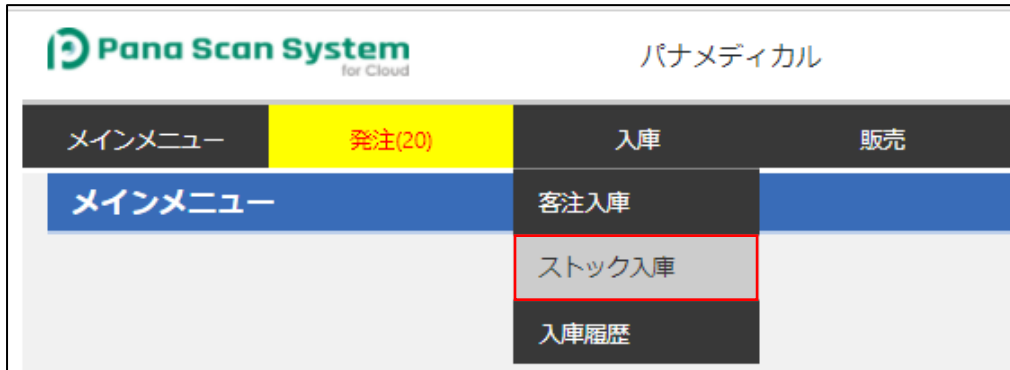 Pana Scan System
for Cloud
パナメディカル
メインメニュー 発注(20) 入庫 販売
メインメニュー
客注入庫
ストック入庫
入庫履歴